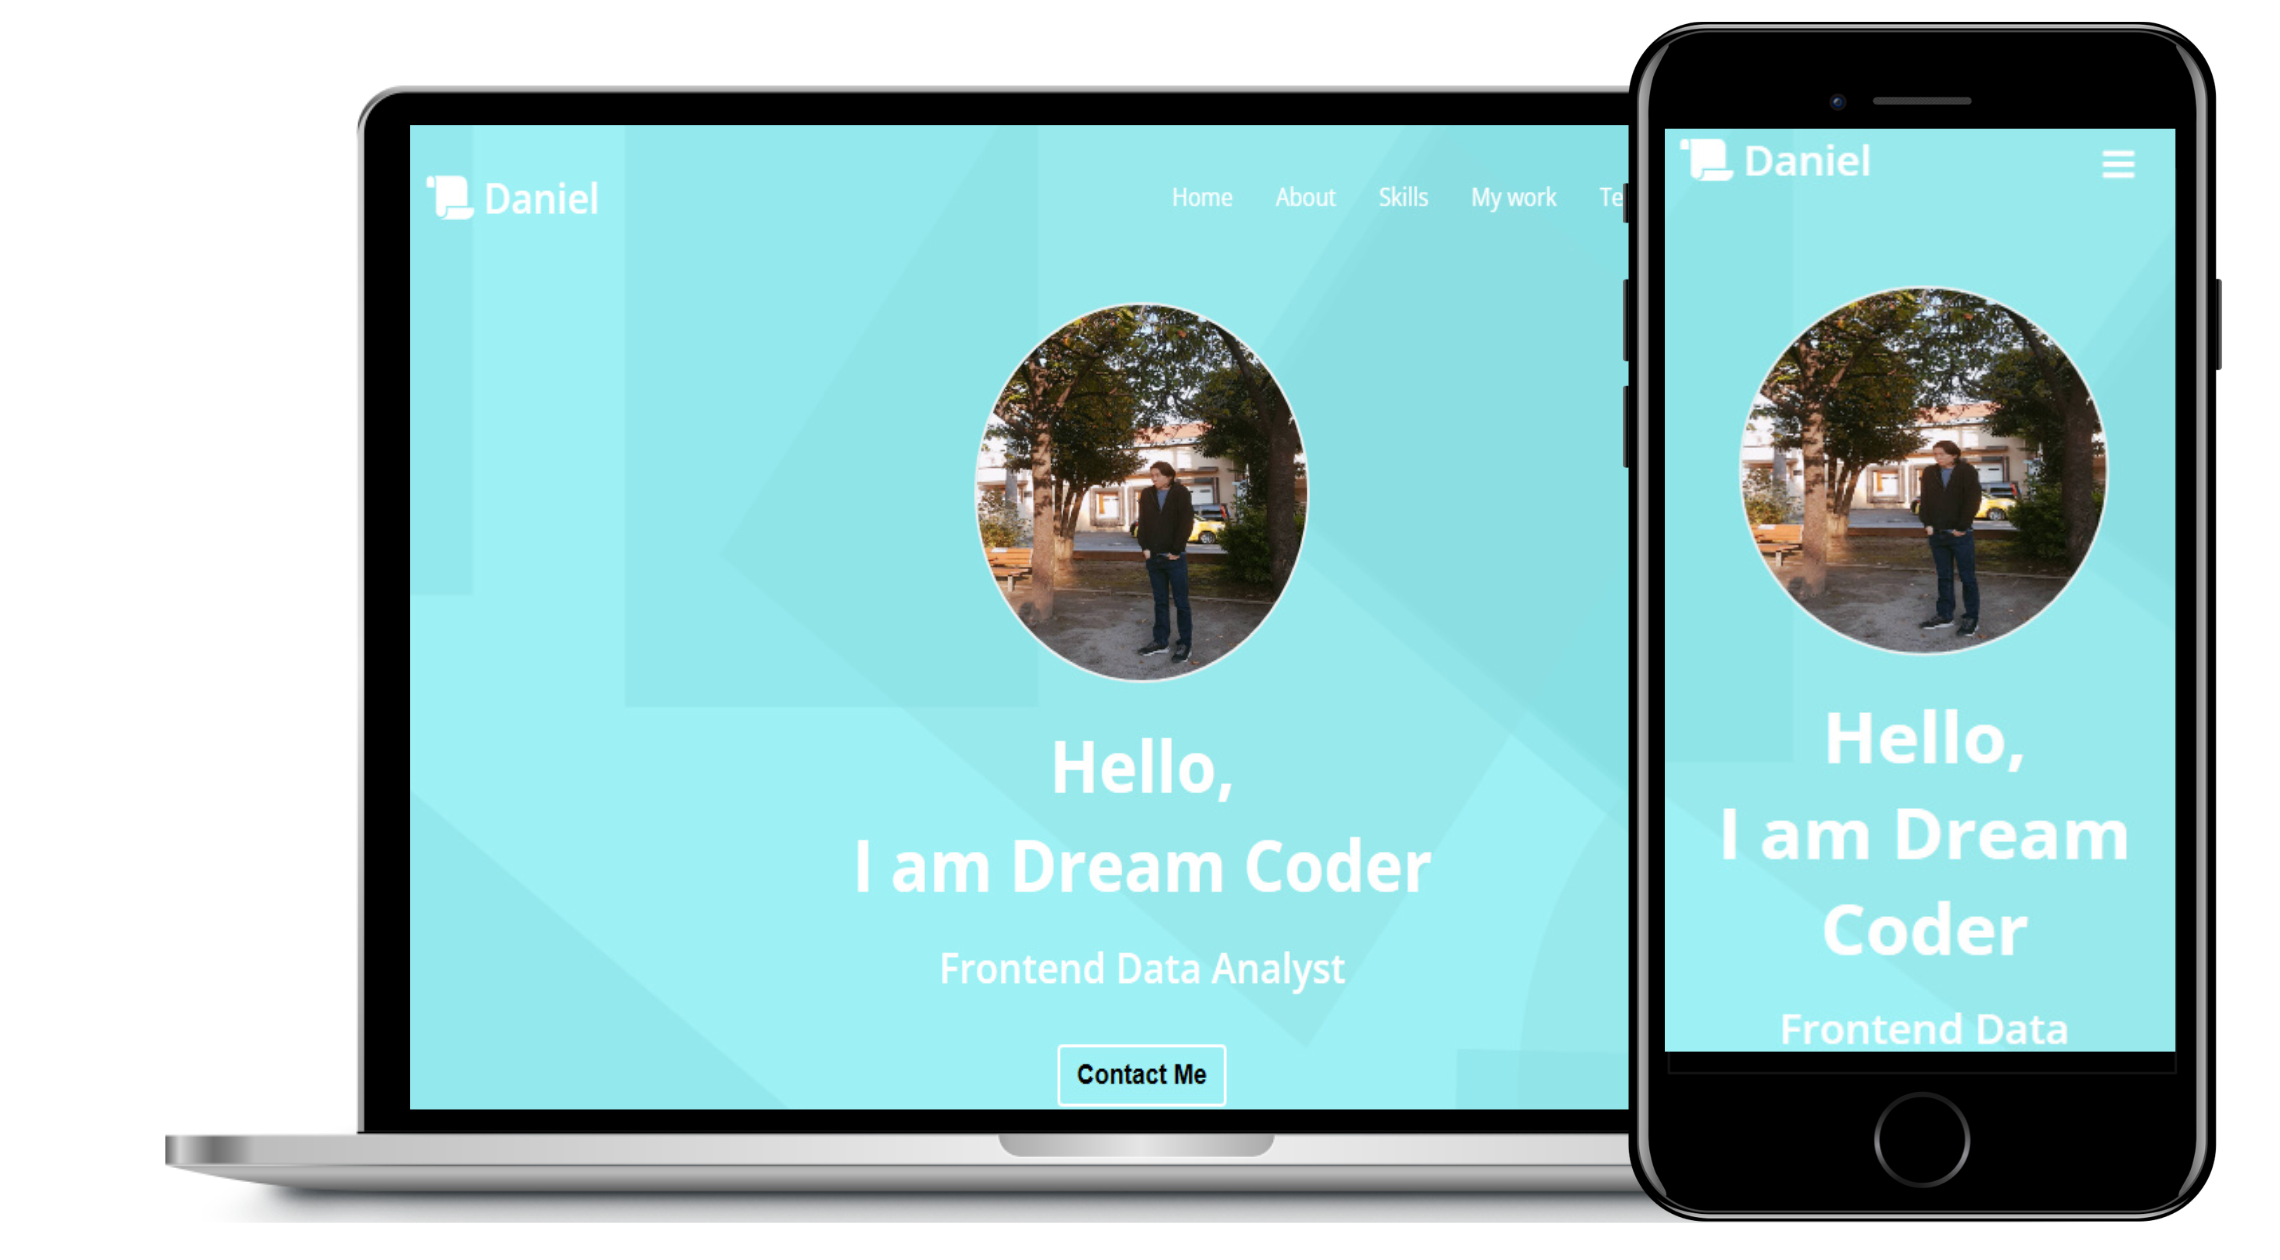 Daniel
Home About Skills My work
Hello,
I am Dream Coder
Frontend Data Analyst
Contact Me
Daniel
Hello,
I am Dream
Coder
Frontend Data